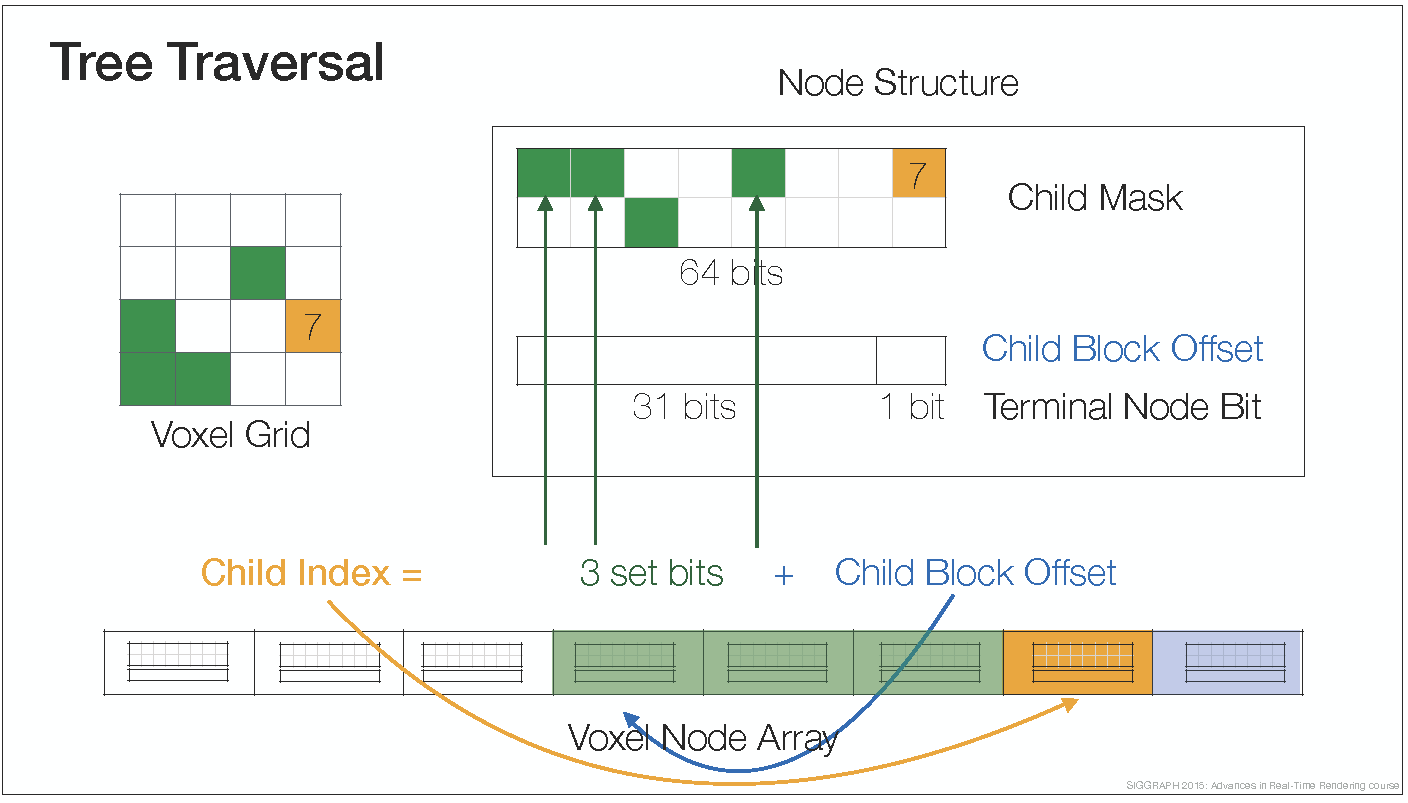 Tree Traversal
Node Structure
7
Child Mask
64 bits
7
Child Block Offset
31 bits
1 bit
Terminal Node Bit
Voxel Grid
Child Index =
3 set bits
+
Child Block Offset
Voxel Node Array
SIGGRAPH 2015: Advances in Real-Time Rendering course